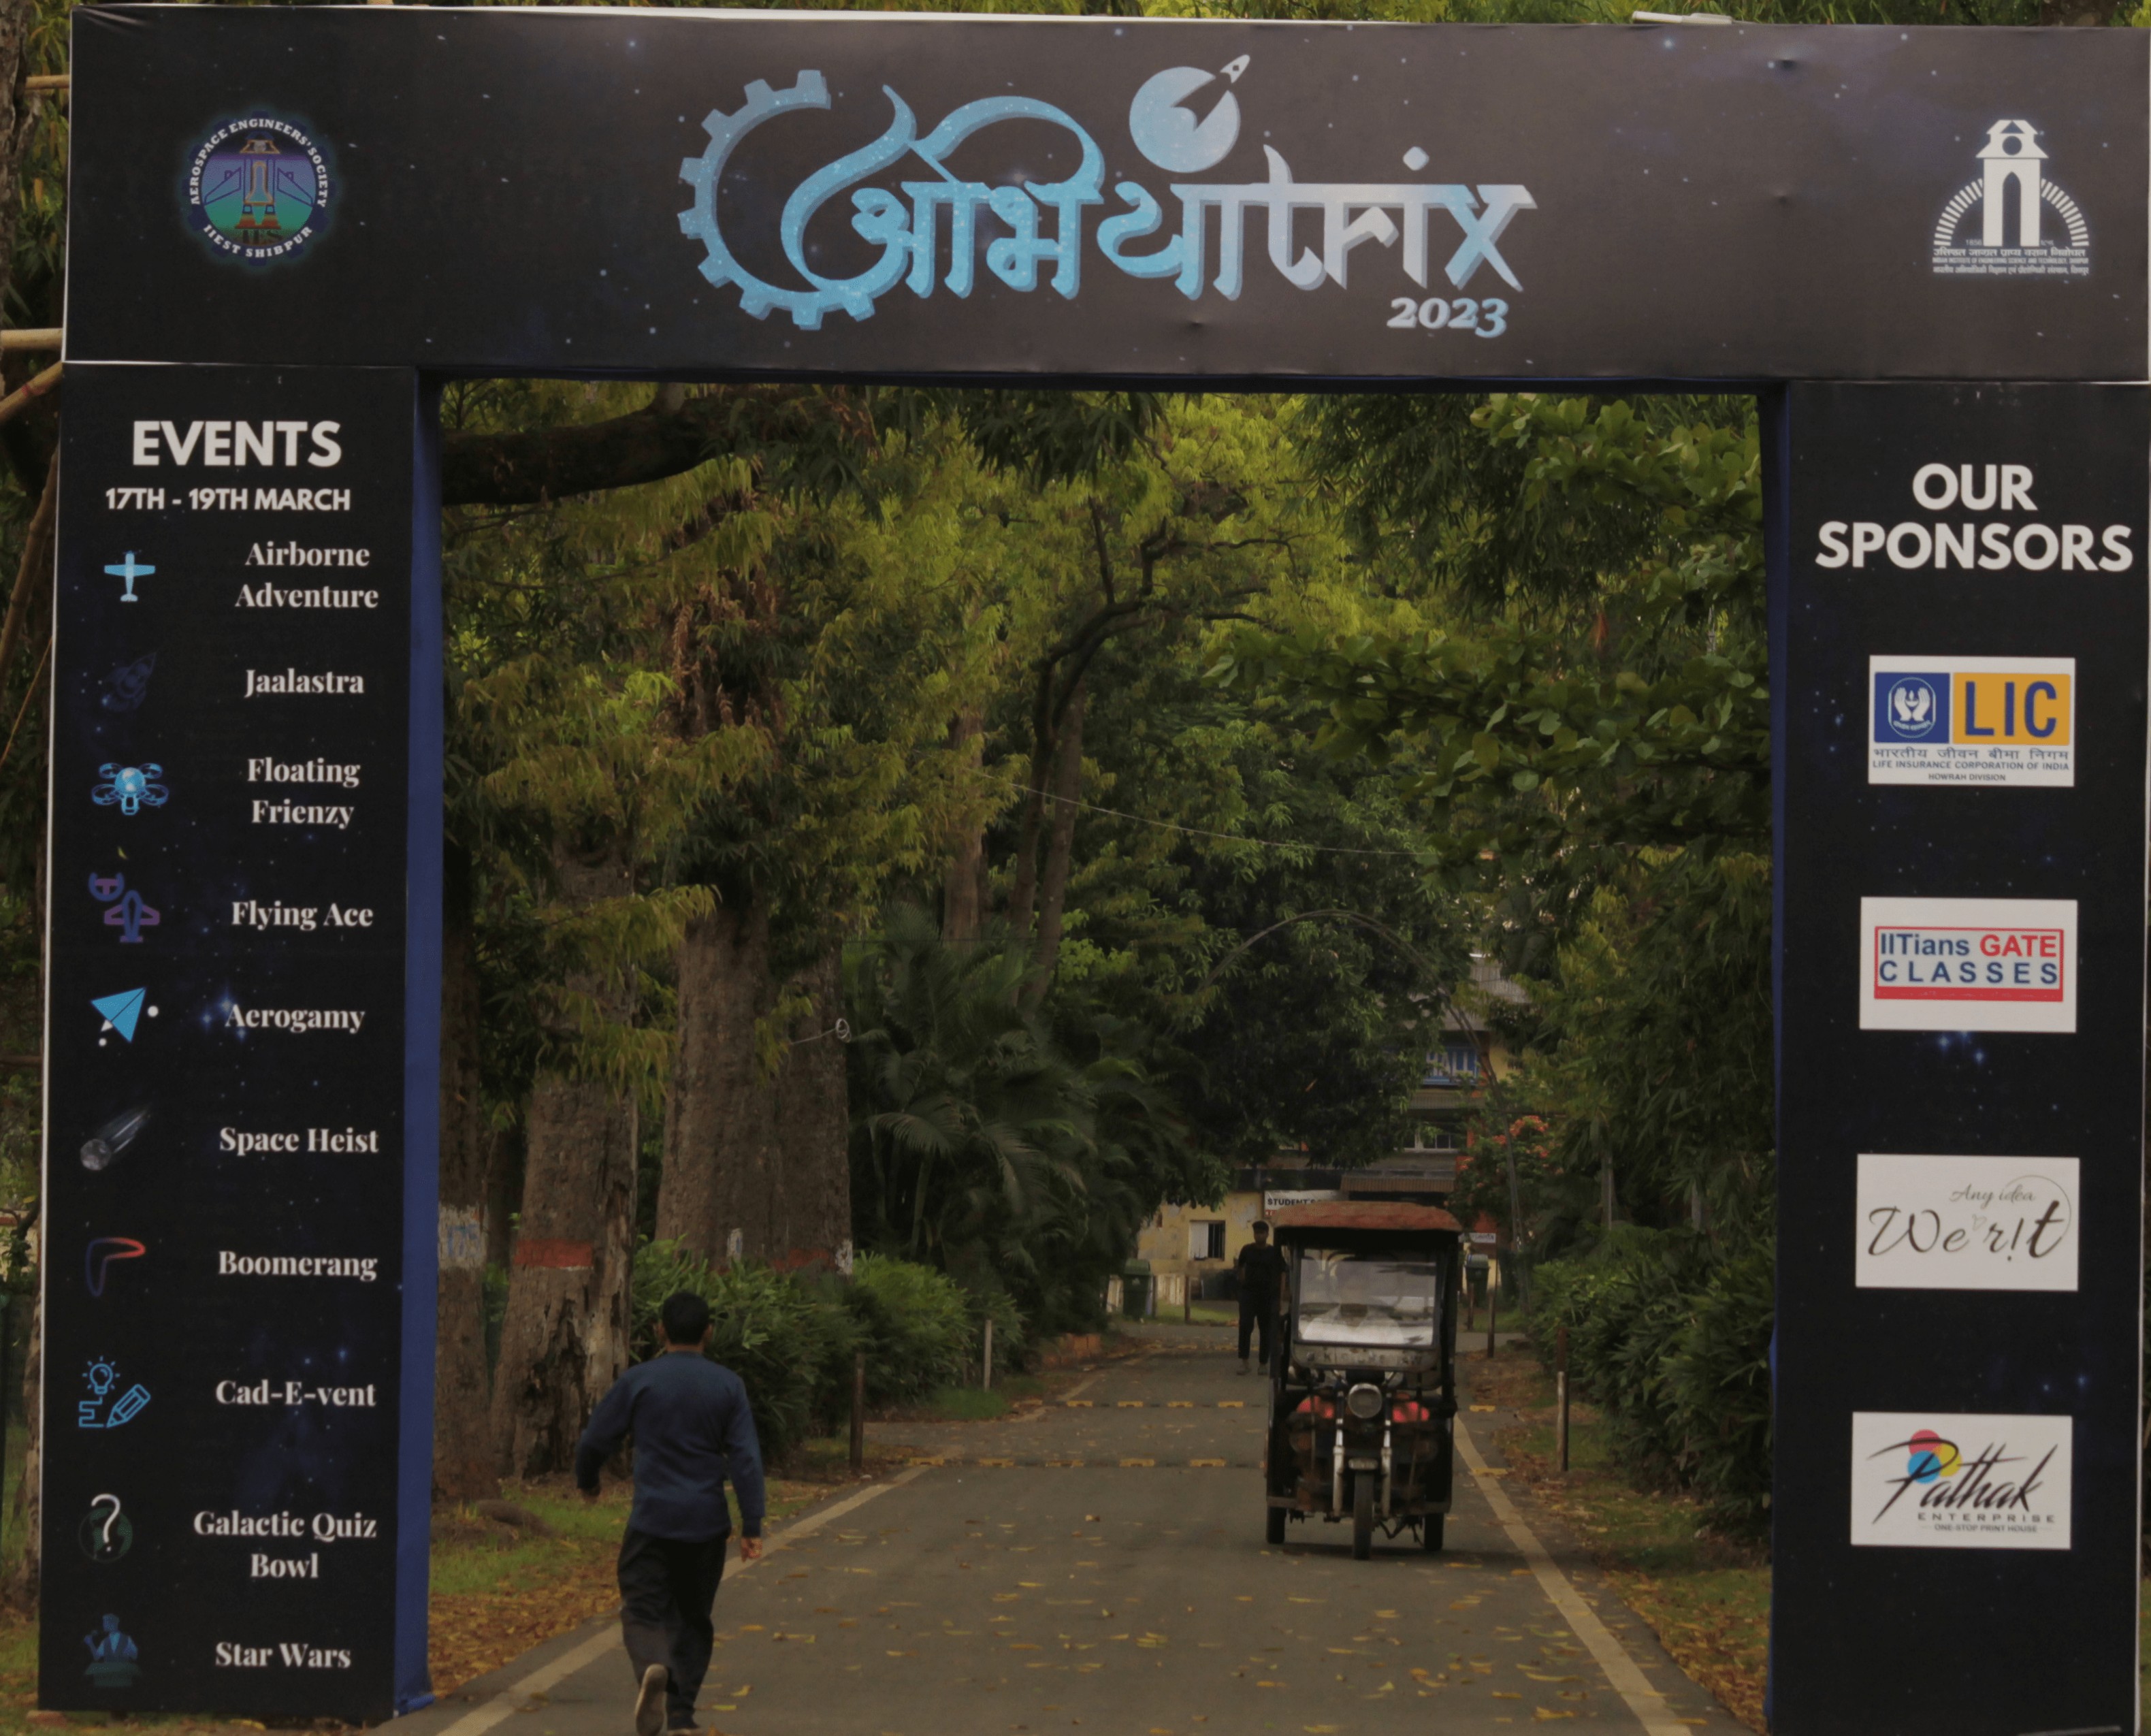 AEROSPACE ENGINEERS' SOCIETY
IIEST SHIBPUR
अभियाtrix
2023
EVENTS
17TH - 19TH MARCH
Airborne
Adventure
Jaalastra
Floating
Frienzy
Flying Ace
Aerogamy
Space Heist
Boomerang
Cad-E-vent
Galactic Quiz
Bowl
Star Wars
OUR
SPONSORS
LIC
भारतीय जीवन बीमा निगम
LIFE INSURANCE CORPORATION OF INDIA
HOWRAH DIVISION
IITians GATE
CLASSES
Any idea
We r!t
Pathak
ENTERPRISE
ONE-STOP PRINT HOUSE